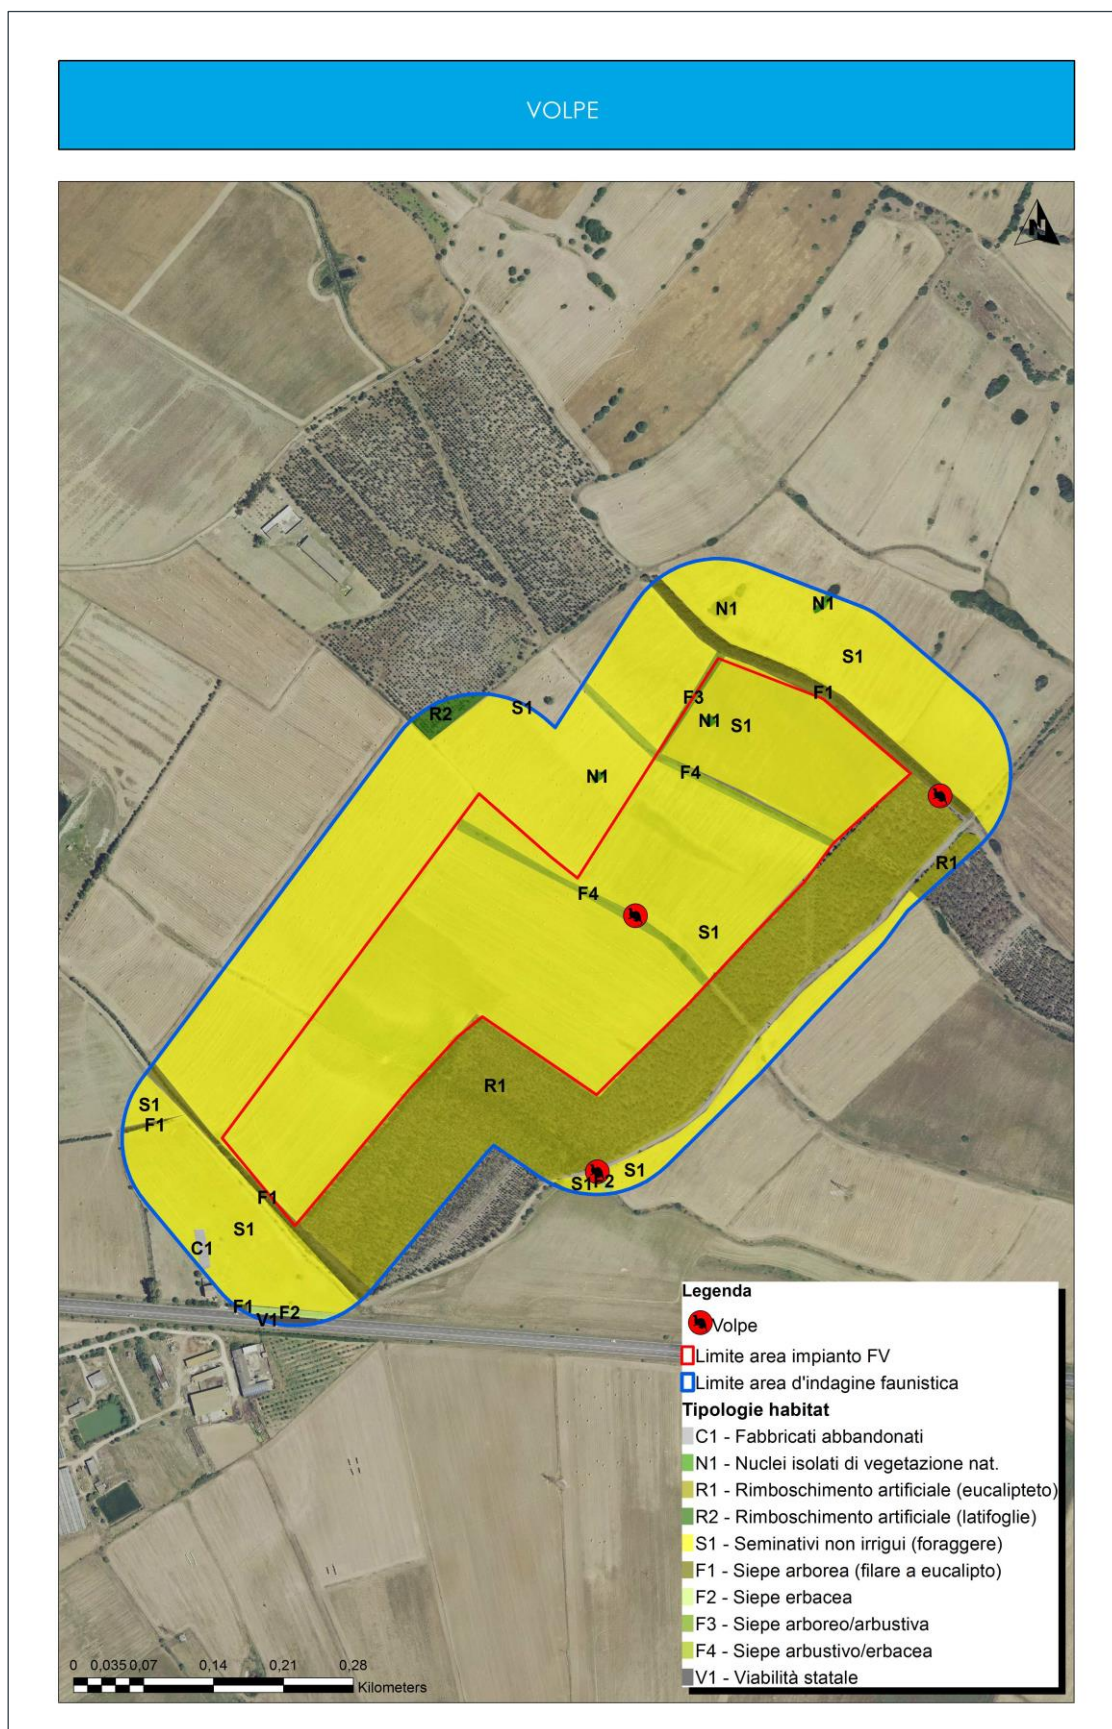 VOLPE
N
N1
N1
S1
F3
F1
S1
R2
N1
S1
F4
N1
R1
F4
S1
R1
S1
F1
S1
S1
F2
F1
S1
C1
F1
F2
V1
Legenda
Volpe
Limite area impianto FV
Limite area d'indagine faunistica
Tipologie habitat
C1 - Fabbricati abbandonati
N1 - Nuclei isolati di vegetazione nat.
R1 - Rimboschimento artificiale (eucalipteto)
R2 - Rimboschimento artificiale (latifoglie)
S1 - Seminativi non irrigui (foraggere)
F1 - Siepe arborea (filare a eucalipto)
F2 - Siepe erbacea
F3 - Siepe arboreo/arbustiva
F4 - Siepe arbustivo/erbacea
V1 - Viabilità statale
0 0,035 0,07 0,14 0,21 0,28
Kilometers